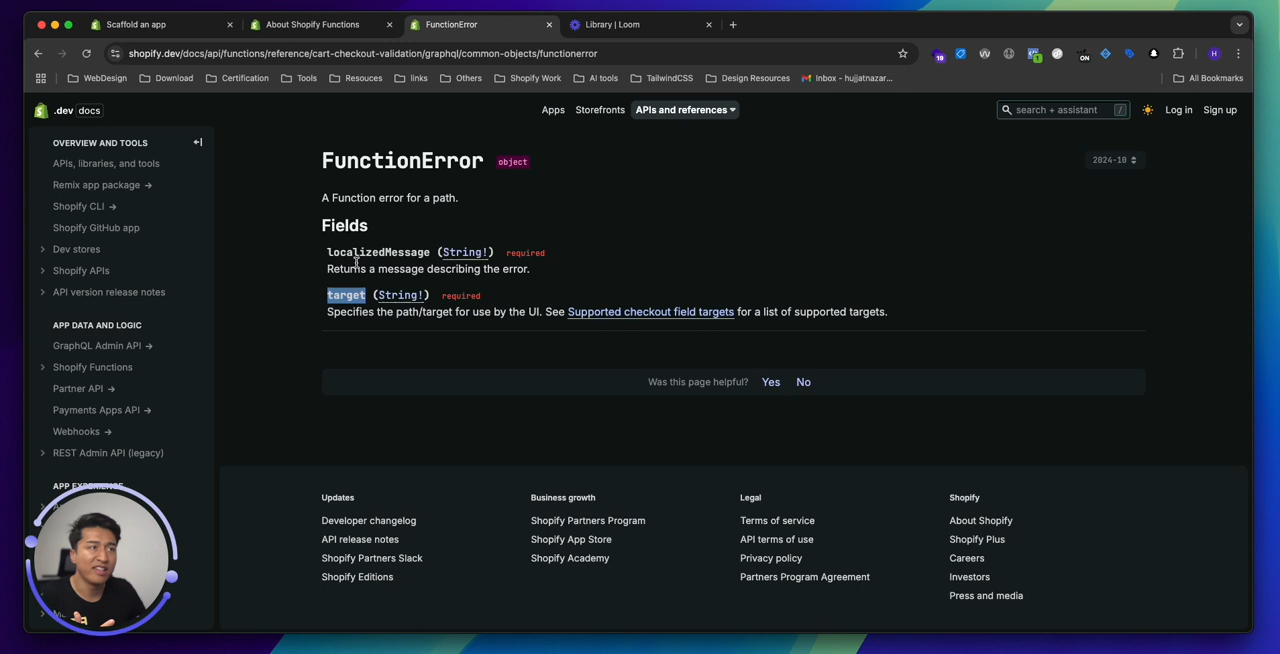 Scaffold an app
About Shopify Functions
FunctionError
Library | Loom
shopify.dev/docs/api/functions/reference/cart-checkout-validation/graphql/common-objects/functionerror
19
1
ON
H
WebDesign
Download
Certification
Tools
Resouces
links
Others
Shopify Work
AI tools
TailwindCSS
Design Resources
Inbox - hujjatnazar...
All Bookmarks
.dev docs
Apps
Storefronts
APIs and references
search + assistant /
Log in
Sign up
OVERVIEW AND TOOLS
APIs, libraries, and tools
Remix app package →
Shopify CLI →
Shopify GitHub app
Dev stores
Shopify APIs
API version release notes
APP DATA AND LOGIC
GraphQL Admin API →
Shopify Functions
Partner API →
Payments Apps API →
Webhooks →
REST Admin API (legacy)
APP EXPERIENCE
FunctionError object
2024-10
A Function error for a path.
Fields
localizedMessage (String!) required
Returns a message describing the error.
target (String!) required
Specifies the path/target for use by the UI. See Supported checkout field targets for a list of supported targets.
Was this page helpful? Yes No
Updates
Developer changelog
API release notes
Shopify Partners Slack
Shopify Editions
Business growth
Shopify Partners Program
Shopify App Store
Shopify Academy
Legal
Terms of service
API terms of use
Privacy policy
Partners Program Agreement
Shopify
About Shopify
Shopify Plus
Careers
Investors
Press and media